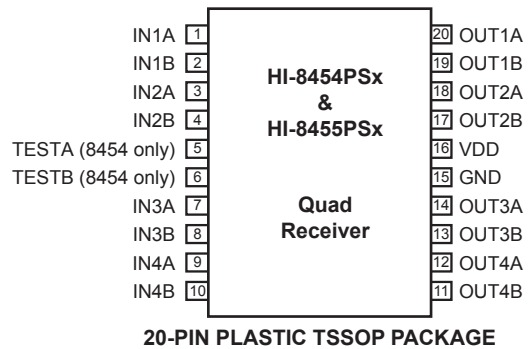 IN1A 1
IN1B 2
IN2A 3
IN2B 4
TESTA (8454 only) 5
TESTB (8454 only) 6
IN3A 7
IN3B 8
IN4A 9
IN4B 10
HI-8454PSx
&
HI-8455PSx
Quad
Receiver
20 OUT1A
19 OUT1B
18 OUT2A
17 OUT2B
16 VDD
15 GND
14 OUT3A
13 OUT3B
12 OUT4A
11 OUT4B
20-PIN PLASTIC TSSOP PACKAGE